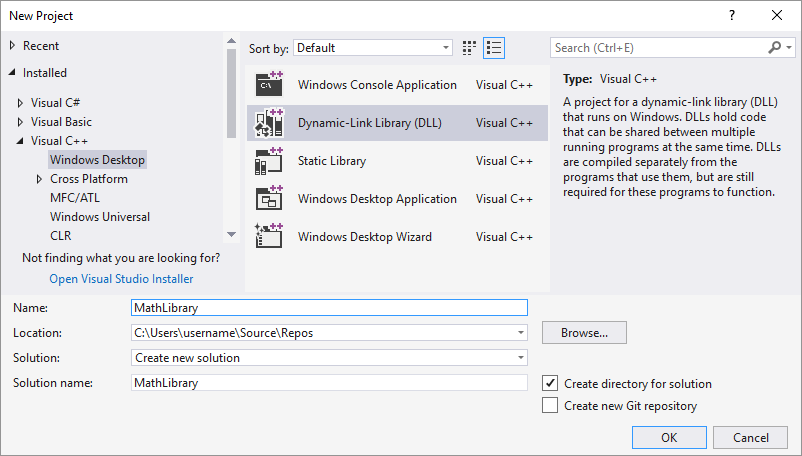 New Project
?
Recent
Installed
Visual C#
Visual Basic
Visual C++
Windows Desktop
Cross Platform
MFC/ATL
Windows Universal
CLR
Not finding what you are looking for?
Open Visual Studio Installer
Sort by: Default
C:\
Windows Console Application Visual C++
Dynamic-Link Library (DLL) Visual C++
Static Library Visual C++
Windows Desktop Application Visual C++
Windows Desktop Wizard Visual C++
Search (Ctrl+E)
Type: Visual C++
A project for a dynamic-link library (DLL)
that runs on Windows. DLLs hold code
that can be shared between multiple
running programs at the same time. DLLs
are compiled separately from the
programs that use them, but are still
required for these programs to function.
Name: MathLibrary
Location: C:\Users\username\Source\Repos
Browse...
Solution: Create new solution
Solution name: MathLibrary
Create directory for solution
Create new Git repository
OK Cancel